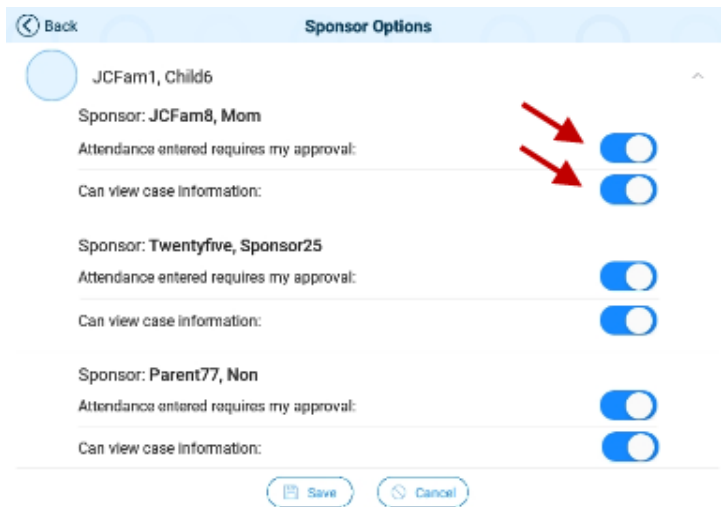 Back
Sponsor Options
JCFam1, Child6
Sponsor: JCFam8, Mom
Attendance entered requires my approval:
Can view case information:
Sponsor: Twentyfive, Sponsor25
Attendance entered requires my approval:
Can view case information:
Sponsor: Parent77, Non
Attendance entered requires my approval:
Can view case information:
Save
Cancel